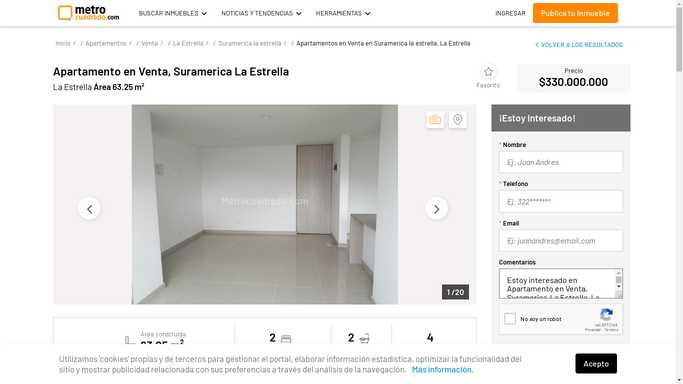 metro
cuadrado.com
BUSCAR INMUEBLES
NOTICIAS Y TENDENCIAS
HERRAMIENTAS
INGRESAR
Publica tu Inmueble
Inicio / / Apartamentos / / Venta / / La Estrella / / Suramerica la estrella / / Apartamentos en Venta en Suramerica la estrella, La Estrella
VOLVER A LOS RESULTADOS
Apartamento en Venta, Suramerica La Estrella
La Estrella Área 63.25 m²
Favorito
Precio
$330.000.000
Metrocuadrado.com
1 / 20
¡Estoy Interesado!
* Nombre
Ej: Juan Andres
* Teléfono
Ej: 322*******
* Email
Ej: juanandres@email.com
Comentarios
Estoy interesado en
Apartamento en Venta,
Suramerica La Estrella, La
No soy un robot
reCAPTCHA
Privacidad - Términos
Área construida
63.25 m²
2
2
4
Utilizamos 'cookies' propias y de terceros para gestionar el portal, elaborar información estadística, optimizar la funcionalidad del
sitio y mostrar publicidad relacionada con sus preferencias a través del análisis de la navegación. Más información.
Acepto